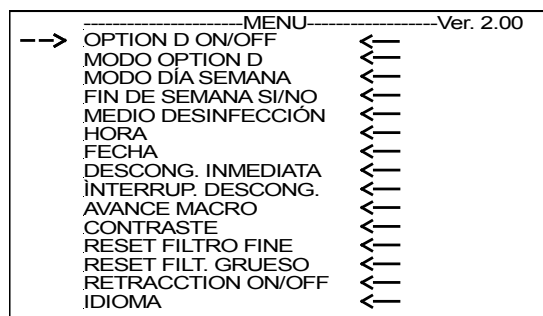 ----------------------MENU------------------Ver. 2.00
--> OPTION D ON/OFF <—
MODO OPTION D <—
MODO DÍA SEMANA <—
FIN DE SEMANA SI/NO <—
MEDIO DESINFECCIÓN <—
HORA <—
FECHA <—
DESCONG. INMEDIATA <—
ÌNTERRUP. DESCONG. <—
AVANCE MACRO <—
CONTRASTE <—
RESET FILTRO FINE <—
RESET FILT. GRUESO <—
RETRACCTION ON/OFF <—
IDIOMA <—